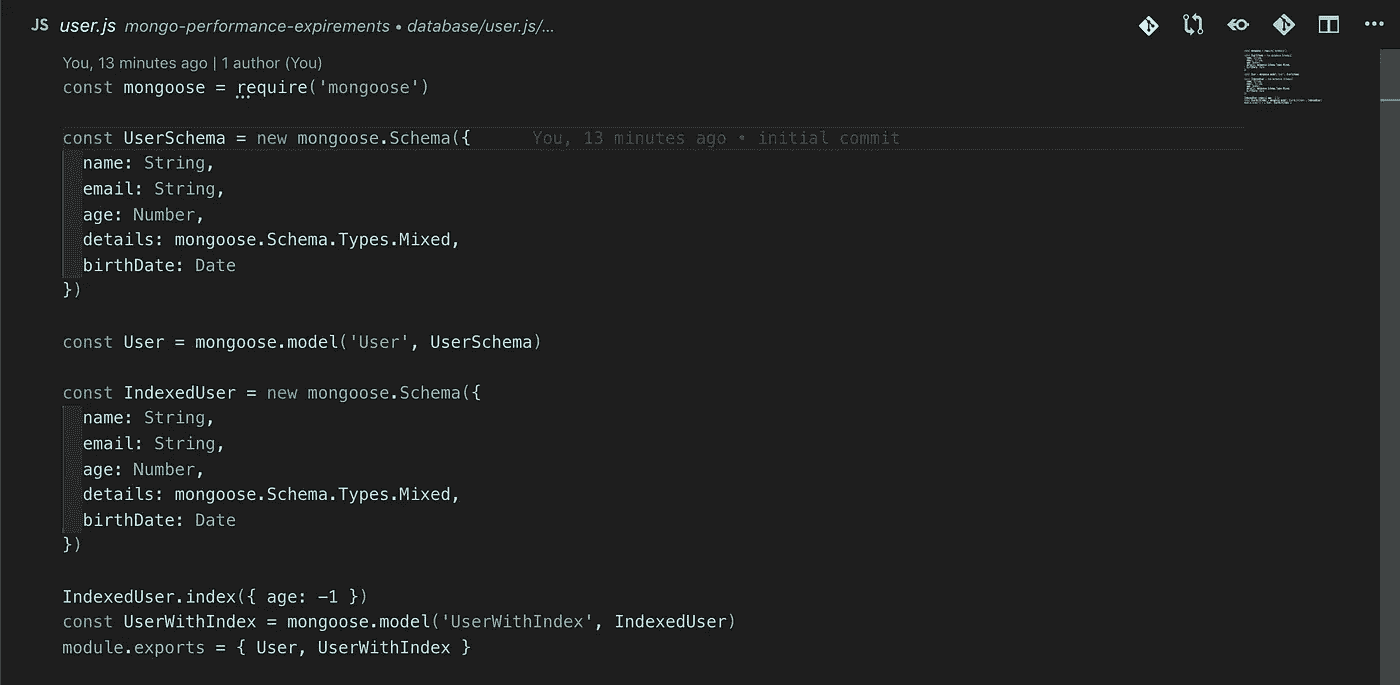 JS user.js mongo-performance-expirements • database/user.js/...
You, 13 minutes ago | 1 author (You)
const mongoose = require('mongoose')
const UserSchema = new mongoose.Schema({ You, 13 minutes ago • initial commit
name: String,
email: String,
age: Number,
details: mongoose.Schema.Types.Mixed,
birthDate: Date
})
const User = mongoose.model('User', UserSchema)
const IndexedUser = new mongoose.Schema({
name: String,
email: String,
age: Number,
details: mongoose.Schema.Types.Mixed,
birthDate: Date
})
IndexedUser.index({ age: -1 })
const UserWithIndex = mongoose.model('UserWithIndex', IndexedUser)
module.exports = { User, UserWithIndex }